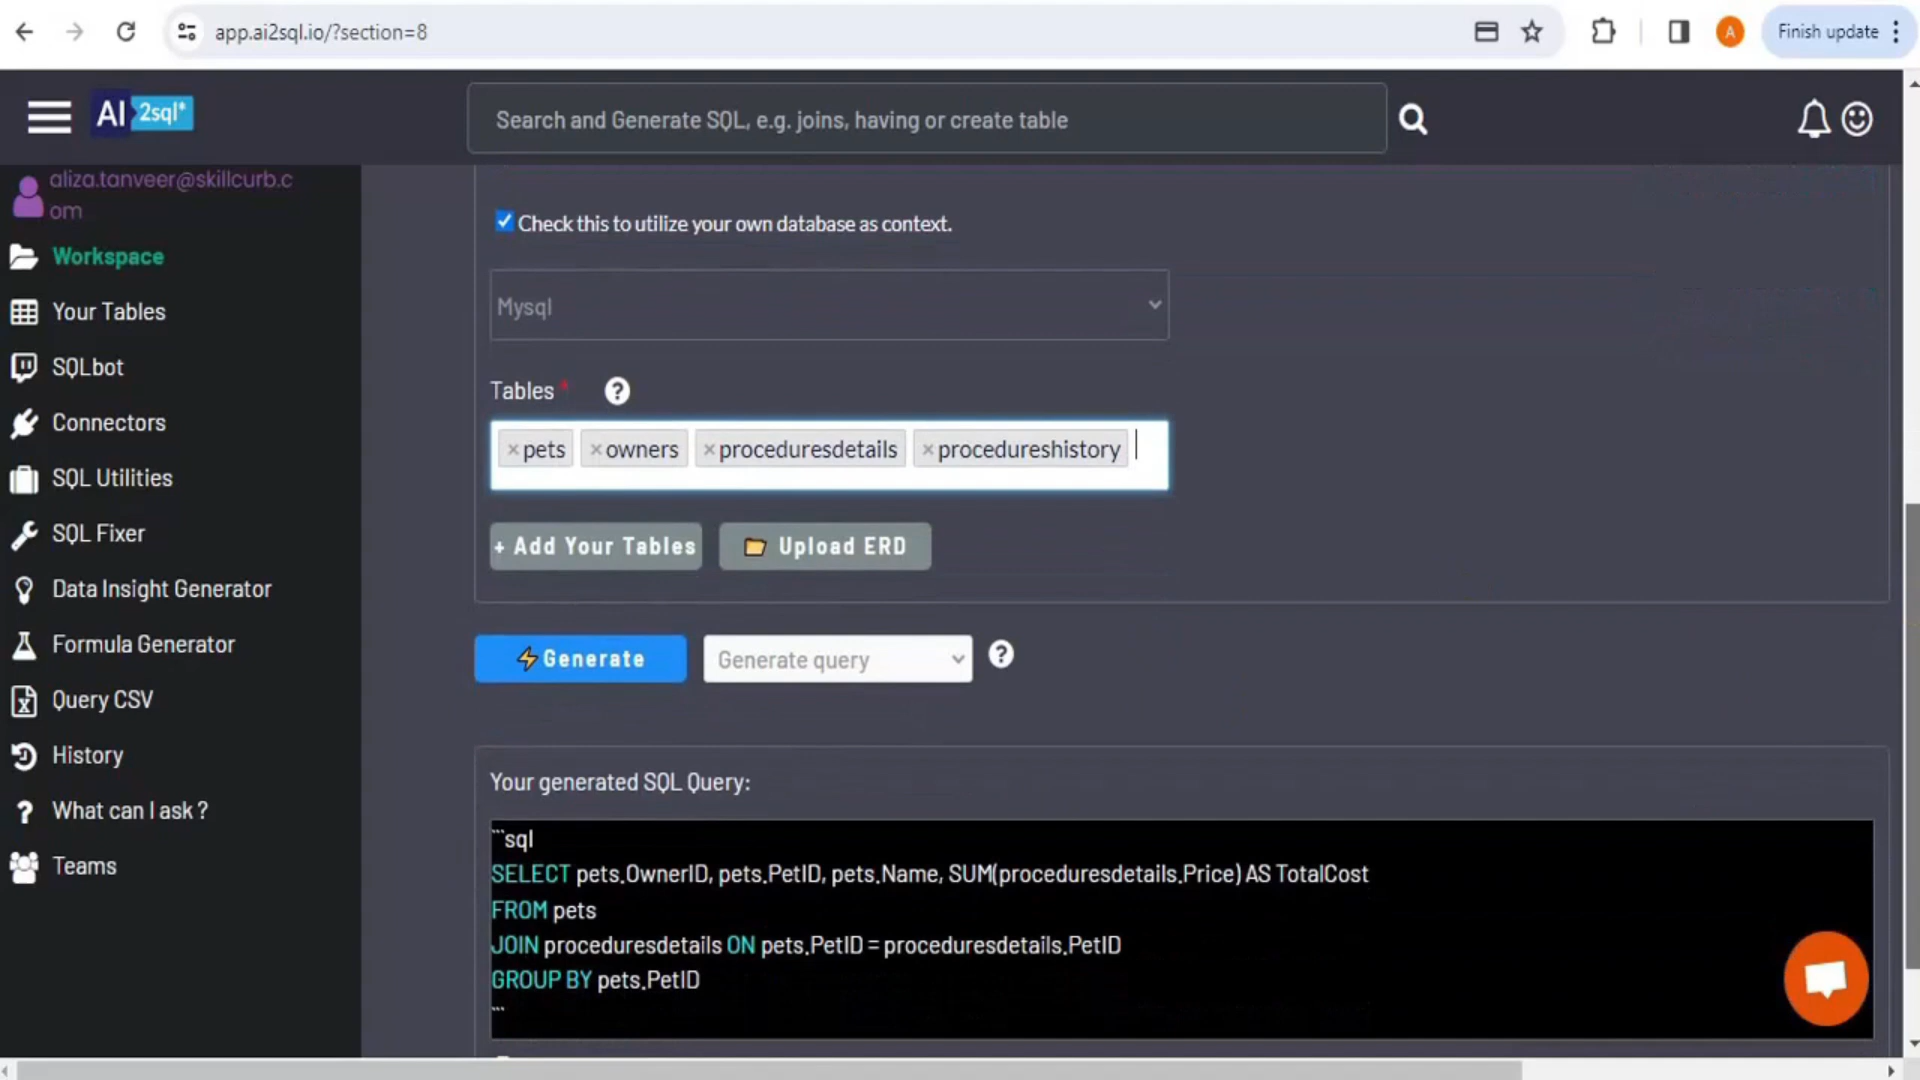 app.ai2sql.io/?section=8
A
Finish update
AI 2sql*
Search and Generate SQL, e.g. joins, having or create table
aliza.tanveer@skillcurb.c
om
Workspace
Your Tables
SQLbot
Connectors
SQL Utilities
SQL Fixer
Data Insight Generator
Formula Generator
Query CSV
History
What can I ask ?
Teams
Check this to utilize your own database as context.
Mysql
Tables * ?
×pets ×owners ×proceduresdetails ×procedureshistory
+ Add Your Tables Upload ERD
⚡Generate Generate query ?
Your generated SQL Query:
```sql
SELECT pets.OwnerID, pets.PetID, pets.Name, SUM(proceduresdetails.Price) AS TotalCost
FROM pets
JOIN proceduresdetails ON pets.PetID = proceduresdetails.PetID
GROUP BY pets.PetID
```